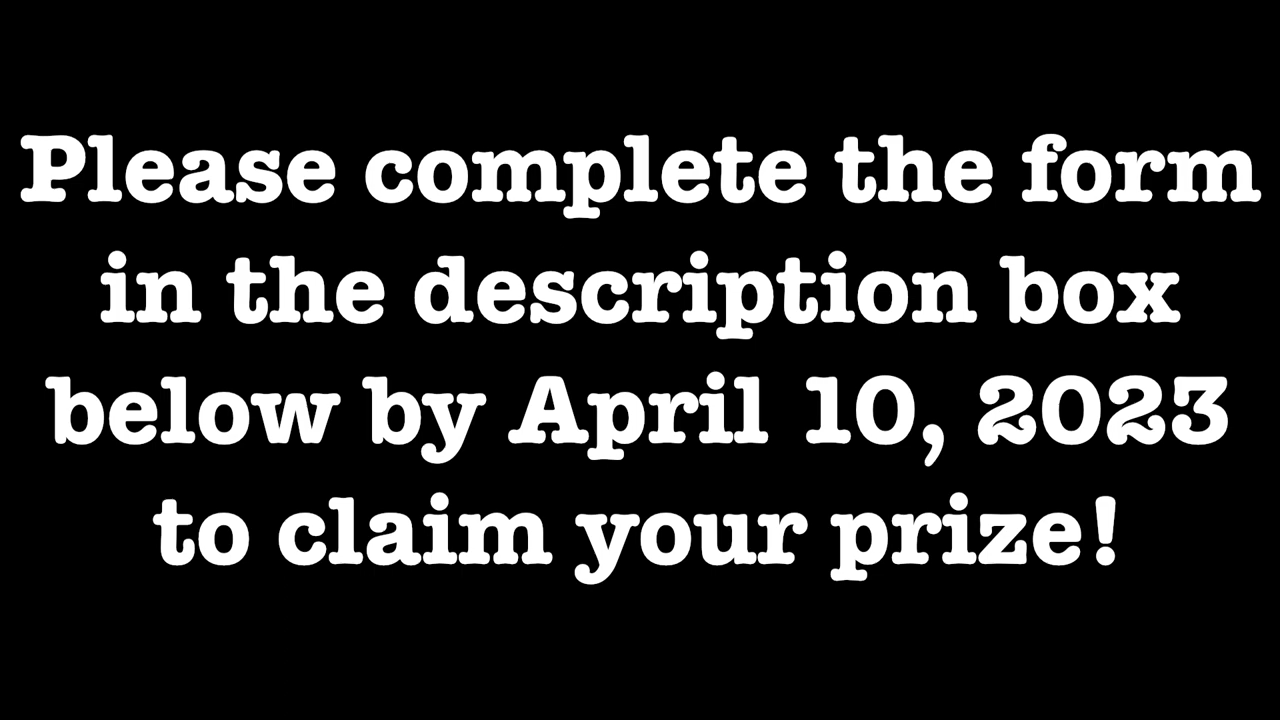 Please complete the form
in the description box
below by April 10, 2023
to claim your prize!